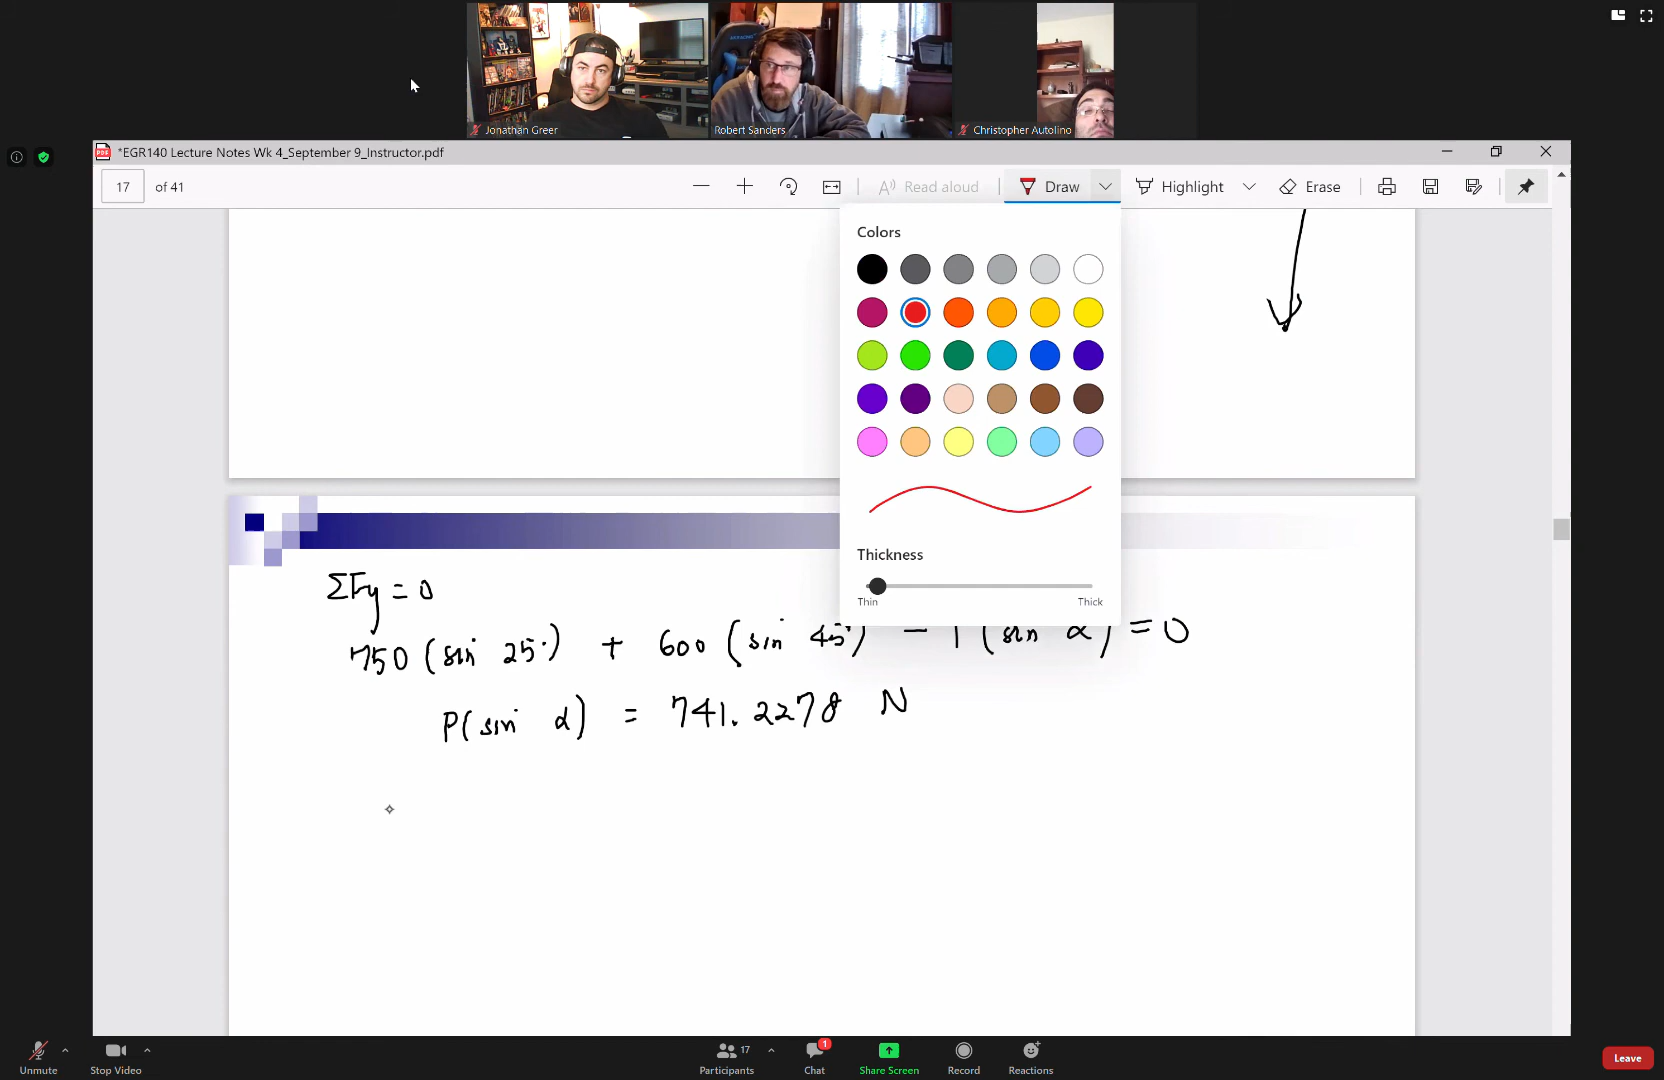 Jonathan Greer
Robert Sanders
Christopher Autolino
*EGR140 Lecture Notes Wk 4_September 9_Instructor.pdf
17 of 41
Read aloud
Draw
Highlight
Erase
Colors
Thickness
Thin
Thick
ΣFy = 0
750 (sin 25°) + 600 (sin 45°) – P (sin α) = 0
P(sin α) = 741.2278 N
Unmute
Stop Video
17
Participants
1
Chat
Share Screen
Record
Reactions
Leave